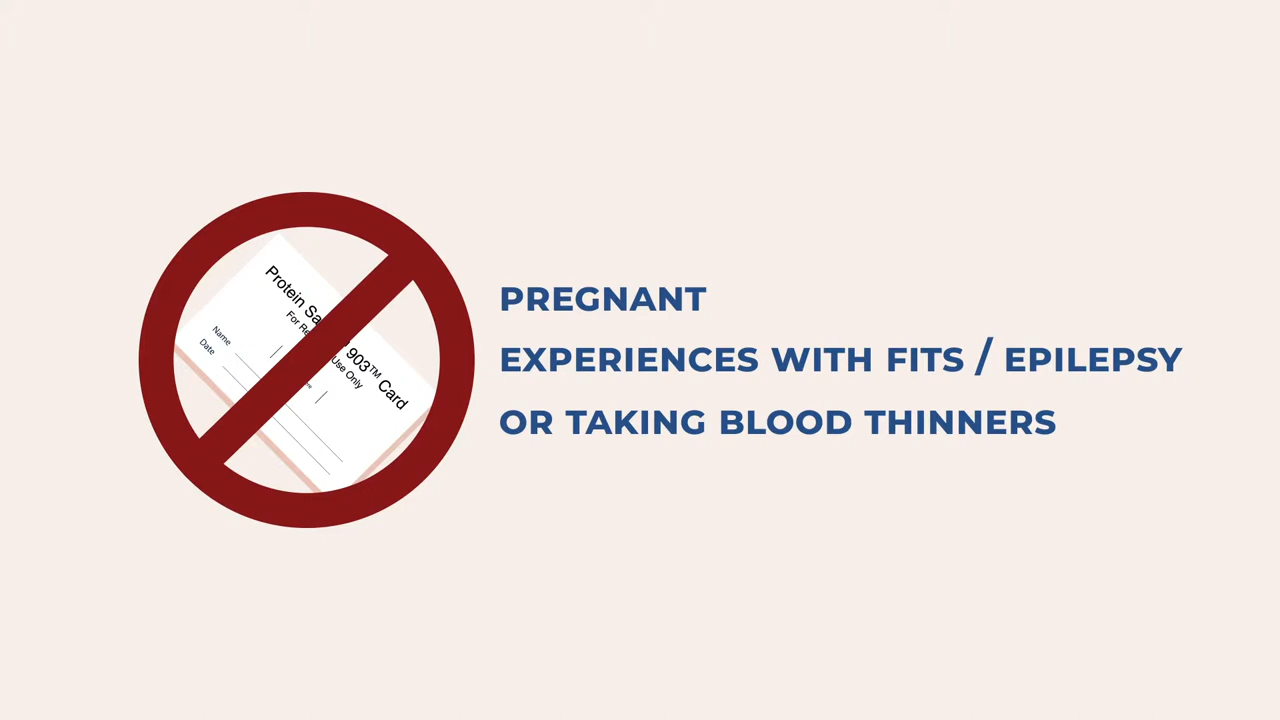 Protein Sa 903™ Card
For Re Use Only
Name
Date
PREGNANT
EXPERIENCES WITH FITS / EPILEPSY
OR TAKING BLOOD THINNERS